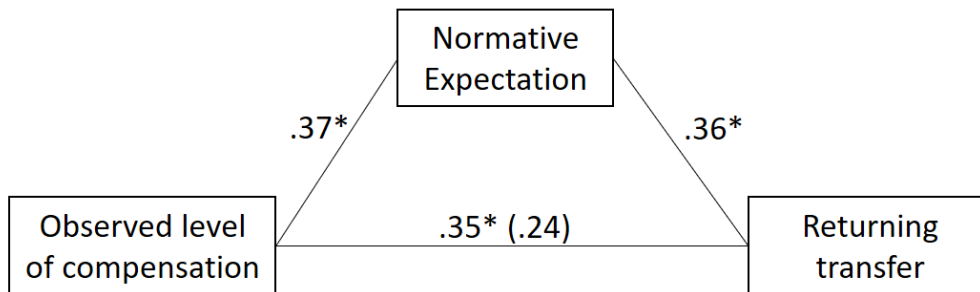 Normative
Expectation
.37*
.36*
Observed level
of compensation
.35* (.24)
Returning
transfer